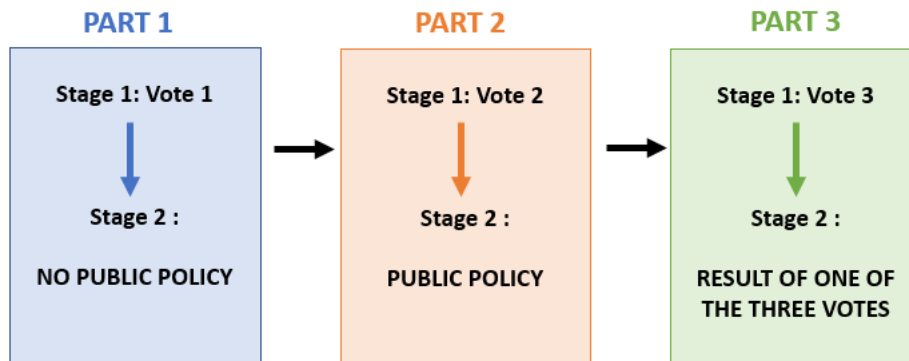 PART 1
Stage 1: Vote 1
Stage 2 :
NO PUBLIC POLICY
PART 2
Stage 1: Vote 2
Stage 2 :
PUBLIC POLICY
PART 3
Stage 1: Vote 3
Stage 2 :
RESULT OF ONE OF
THE THREE VOTES